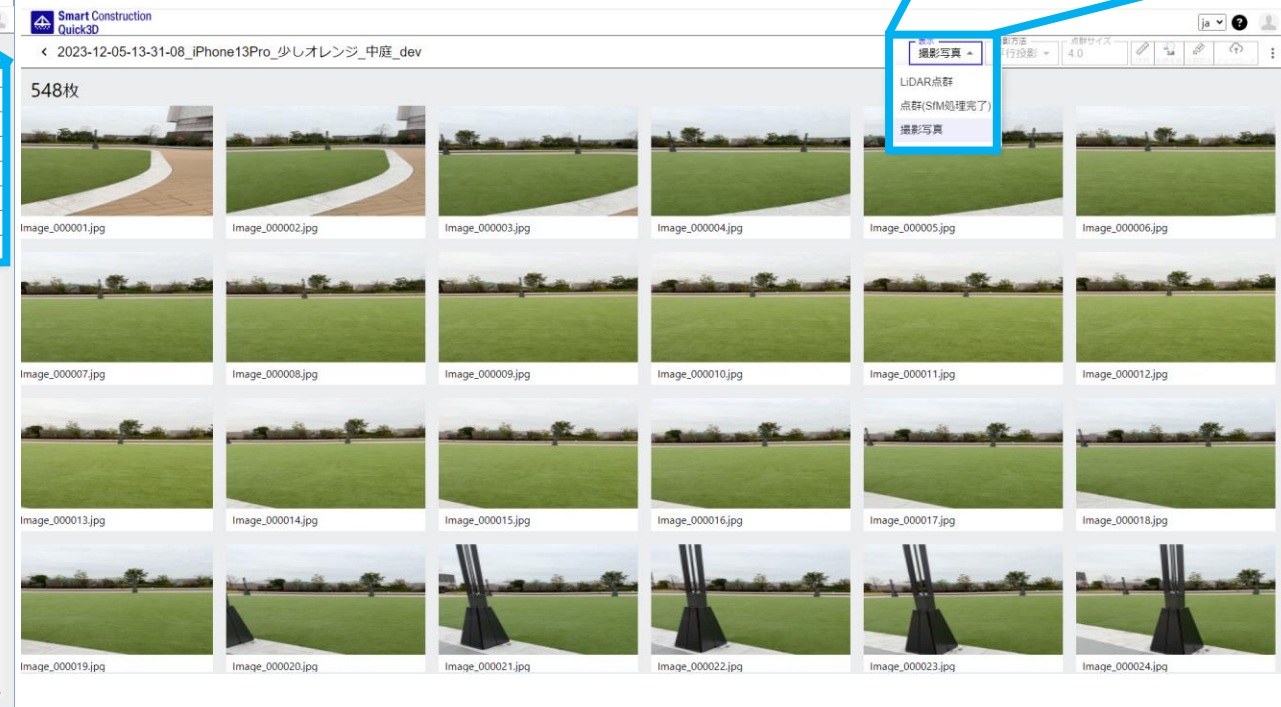 Smart Construction
Quick3D
ja
?
2023-12-05-13-31-08_iPhone13Pro_少しオレンジ_中庭_dev
表示
撮影写真
影方法
行投影
点群サイズ
4.0
LiDAR点群
点群(SfM処理完了)
撮影写真
548枚
Image_000001.jpg
Image_000002.jpg
Image_000003.jpg
Image_000004.jpg
Image_000005.jpg
Image_000006.jpg
Image_000007.jpg
Image_000008.jpg
Image_000009.jpg
Image_000010.jpg
Image_000011.jpg
Image_000012.jpg
Image_000013.jpg
Image_000014.jpg
Image_000015.jpg
Image_000016.jpg
Image_000017.jpg
Image_000018.jpg
Image_000019.jpg
Image_000020.jpg
Image_000021.jpg
Image_000022.jpg
Image_000023.jpg
Image_000024.jpg